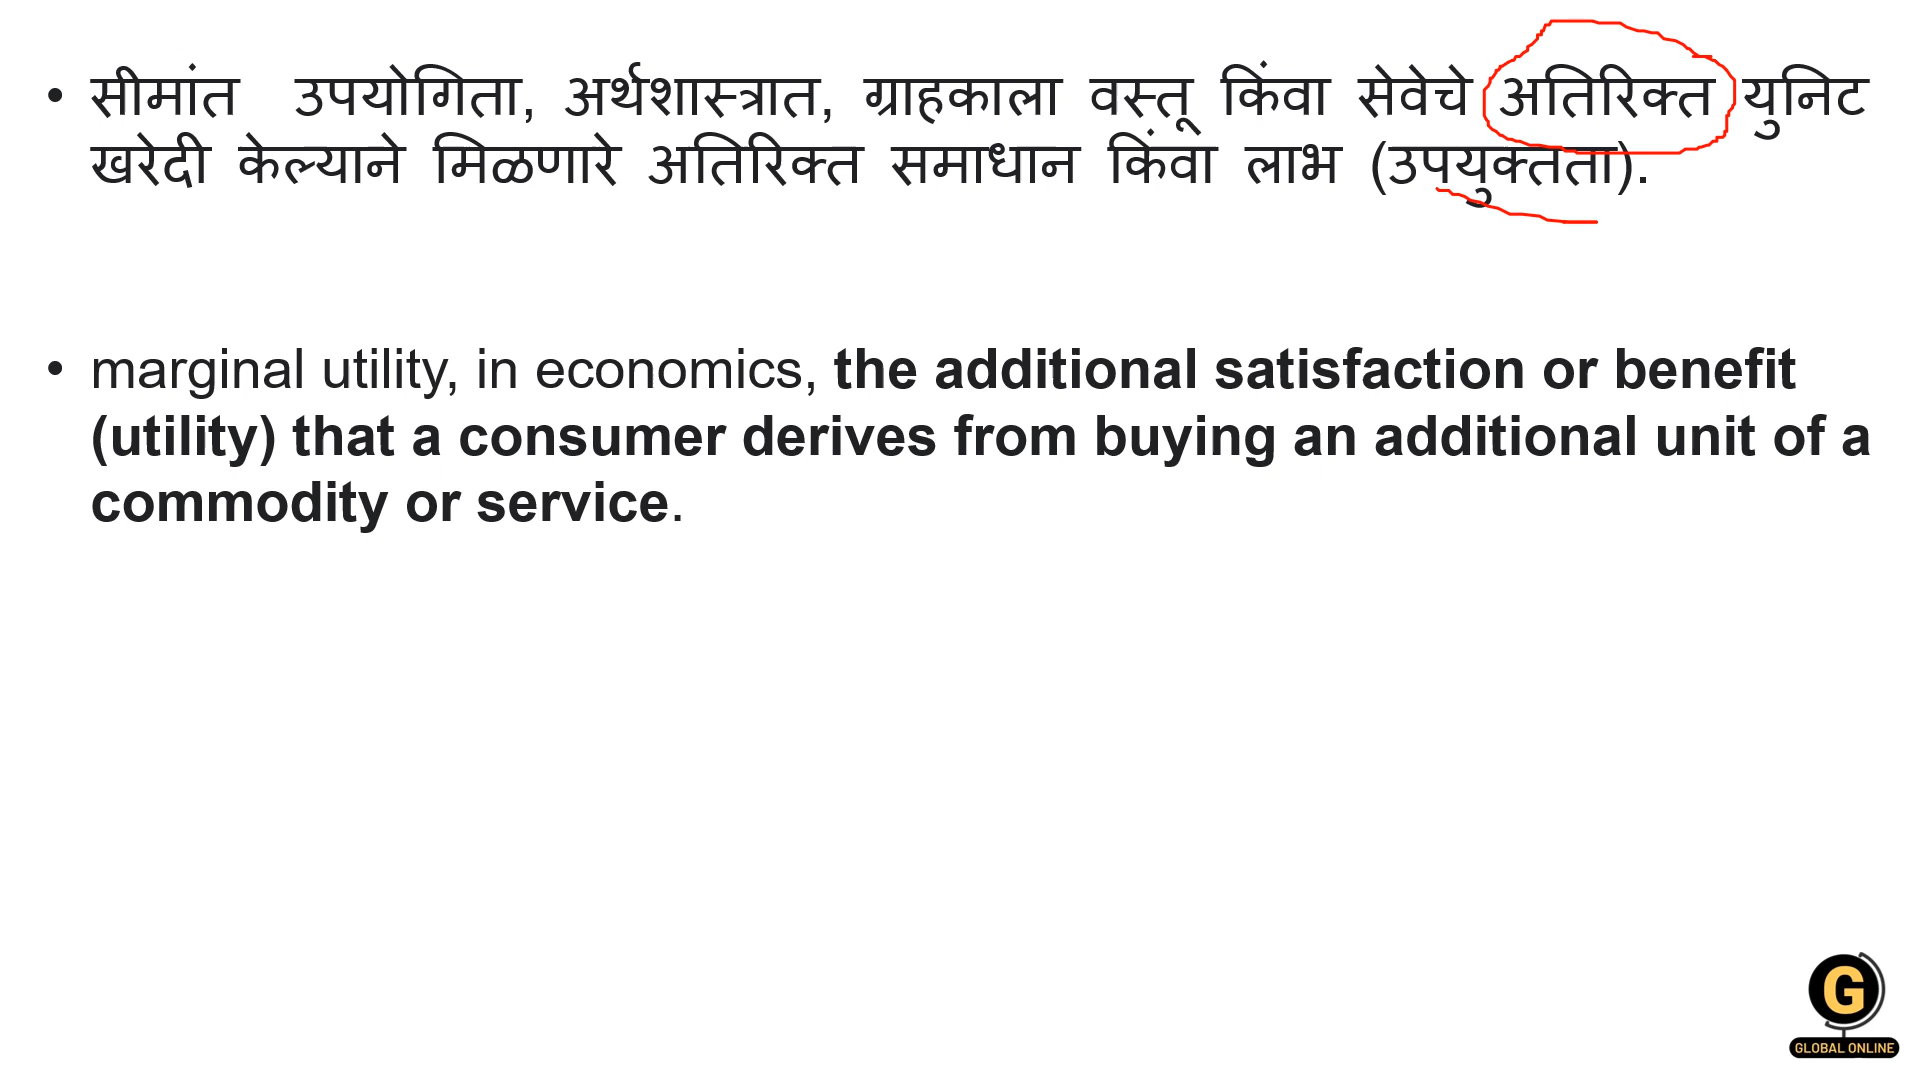 • सीमांत उपयोगिता, अर्थशास्त्रात, ग्राहकाला वस्तू किंवा सेवेचे अतिरिक्त युनिट
खरेदी केल्याने मिळणारे अतिरिक्त समाधान किंवा लाभ (उपयुक्तता).
• marginal utility, in economics, the additional satisfaction or benefit
(utility) that a consumer derives from buying an additional unit of a
commodity or service.
G
GLOBAL ONLINE